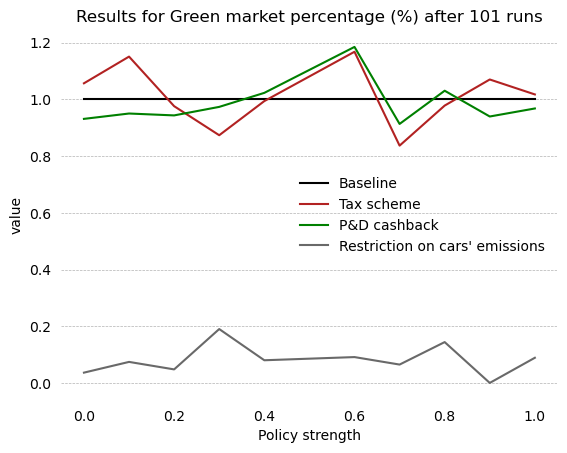 Results for Green market percentage (%) after 101 runs
1.2
1.0
0.8
0.6
0.4
0.2
0.0
value
Baseline
Tax scheme
P&D cashback
Restriction on cars' emissions
0.0 0.2 0.4 0.6 0.8 1.0
Policy strength